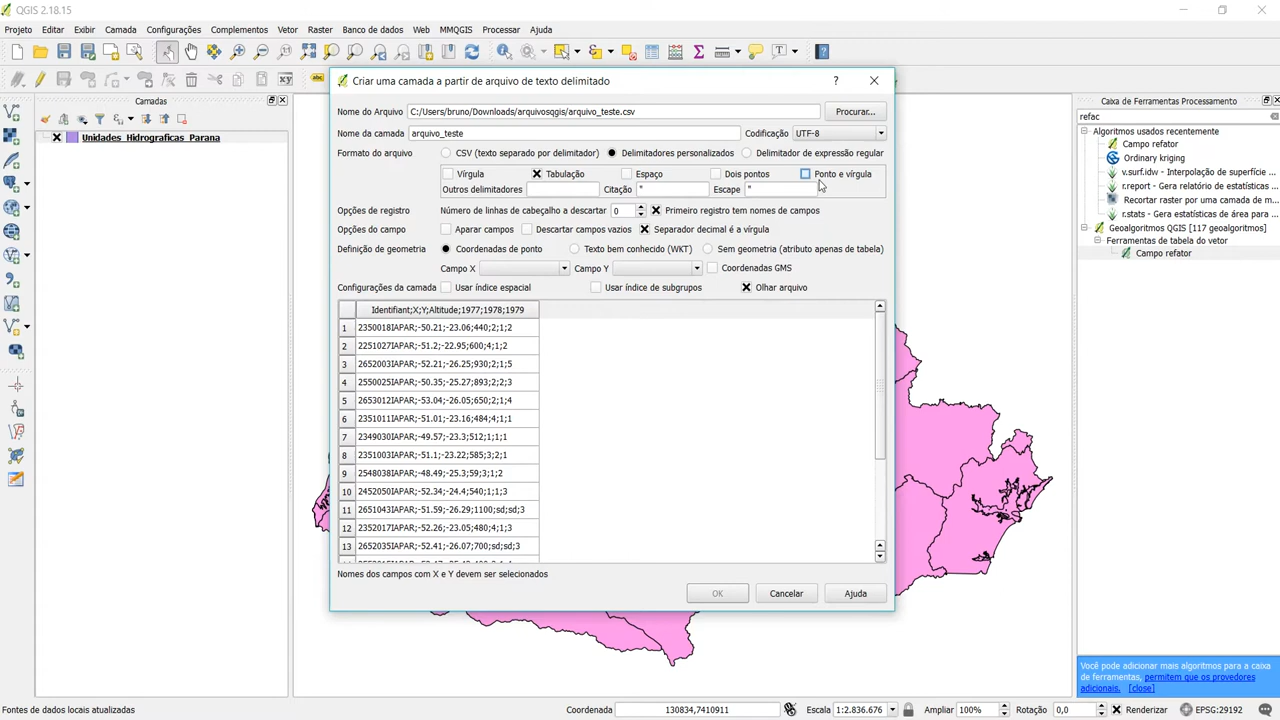 QGIS 2.18.15
Projeto Editar Exibir Camada Configurações Complementos Vetor Raster Banco de dados Web MMQGIS Processar Ajuda
Camadas
Unidades_Hidrograficas_Parana
Criar uma camada a partir de arquivo de texto delimitado
Nome do Arquivo C:/Users/bruno/Downloads/arquivosqgis/arquivo_teste.csv Procurar...
Nome da camada arquivo_teste Codificação UTF-8
Formato do arquivo CSV (texto separado por delimitador) Delimitadores personalizados Delimitador de expressão regular
Vírgula Tabulação Espaço Dois pontos Ponto e vírgula
Outros delimitadores Citação " Escape "
Opções de registro Número de linhas de cabeçalho a descartar 0 Primeiro registro tem nomes de campos
Opções do campo Aparar campos Descartar campos vazios Separador decimal é a vírgula
Definição de geometria Coordenadas de ponto Texto bem conhecido (WKT) Sem geometria (atributo apenas de tabela)
Campo X Campo Y Coordenadas GMS
Configurações da camada Usar índice espacial Usar índice de subgrupos Olhar arquivo
Identifiant;X;Y;Altitude;1977;1978;1979
1 2350018IAPAR;-50.21;-23.06;440;2;1;2
2 2251027IAPAR;-51.2;-22.95;600;4;1;2
3 2652003IAPAR;-52.21;-26.25;930;2;1;5
4 2550025IAPAR;-50.35;-25.27;893;2;2;3
5 2653012IAPAR;-53.04;-26.05;650;2;1;4
6 2351011IAPAR;-51.01;-23.16;484;4;1;1
7 2349030IAPAR;-49.57;-23.3;512;1;1;1
8 2351003IAPAR;-51.1;-23.22;585;3;2;1
9 2548038IAPAR;-48.49;-25.3;59;3;1;2
10 2452050IAPAR;-52.34;-24.4;540;1;1;3
11 2651043IAPAR;-51.59;-26.29;1100;sd;sd;3
12 2352017IAPAR;-52.26;-23.05;480;4;1;3
13 2652035IAPAR;-52.41;-26.07;700;sd;sd;3
Nomes dos campos com X e Y devem ser selecionados
OK Cancelar Ajuda
Caixa de Ferramentas Processamento
refac
Algoritmos usados recentemente
Campo refator
Ordinary kriging
v.surf.idw - Interpolação de superfície
r.report - Gera relatório de estatísticas
Recortar raster por uma camada de m
r.stats - Gera estatísticas de área para
Geoalgoritmos QGIS [117 geoalgoritmos]
Ferramentas de tabela do vetor
Campo refator
Você pode adicionar mais algoritmos para a caixa
de ferramentas, permitem que os provedores
adicionais. [close]
Fontes de dados locais atualizados Coordenada 130834,7410911 Escala 1:2.836.676 Ampliar 100% Rotação 0,0 Renderizar EPSG:29192